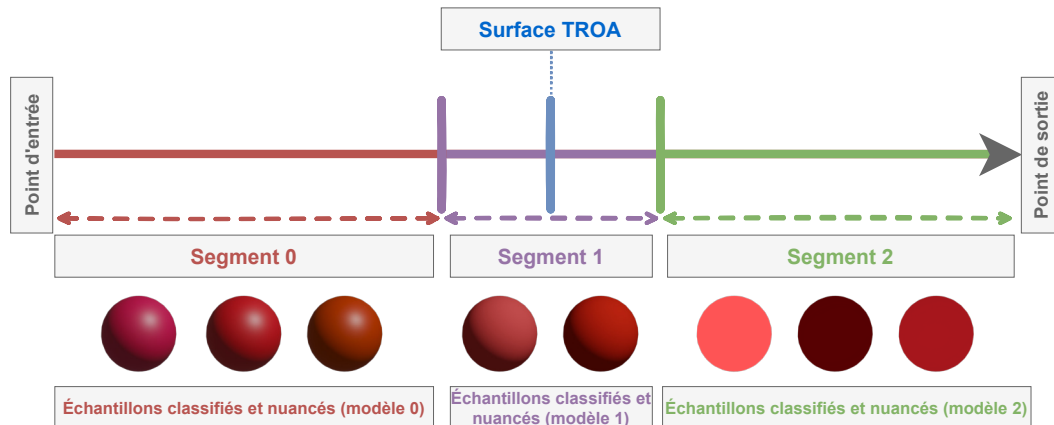 Surface TROA
Point d'entrée
Point de sortie
Segment 0
Segment 1
Segment 2
Échantillons classifiés et nuancés (modèle 0)
Échantillons classifiés et
nuancés (modèle 1)
Échantillons classifiés et nuancés (modèle 2)